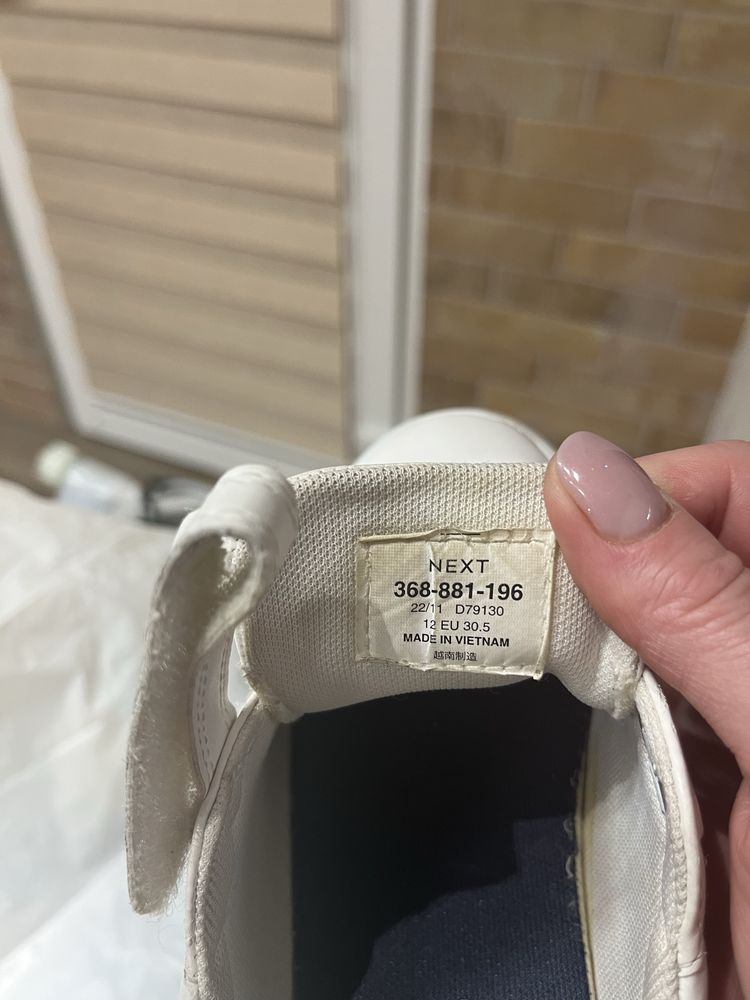 NEXT
368-881-196
22/11 D79130
12 EU 30.5
MADE IN VIETNAM
越南制造